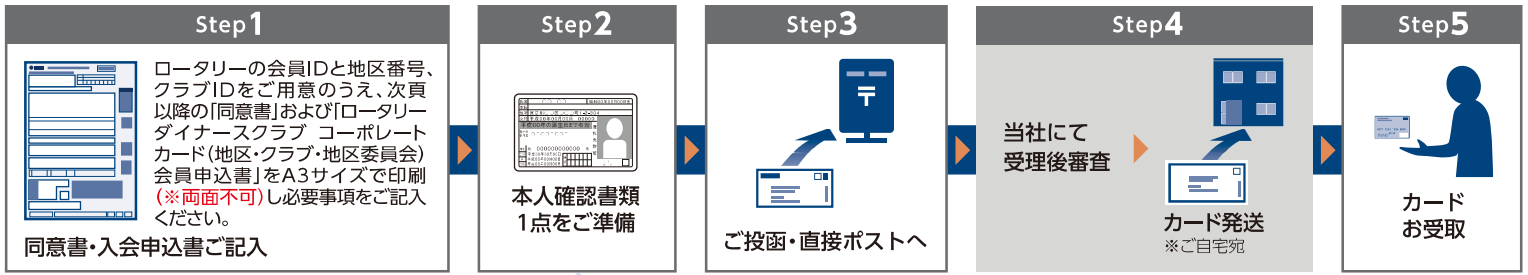 Step1
ロータリーの会員IDと地区番号、
クラブIDをご用意のうえ、次頁
以降の「同意書」および「ロータリー
ダイナースクラブ コーポレート
カード(地区・クラブ・地区委員会)
会員申込書」をA3サイズで印刷
(※両面不可)し必要事項をご記入
ください。
同意書・入会申込書ご記入
Step2
本人確認書類
1点をご準備
Step3
〒
ご投函・直接ポストへ
Step4
当社にて
受理後審査
カード発送
※ご自宅宛
Step5
カード
お受取